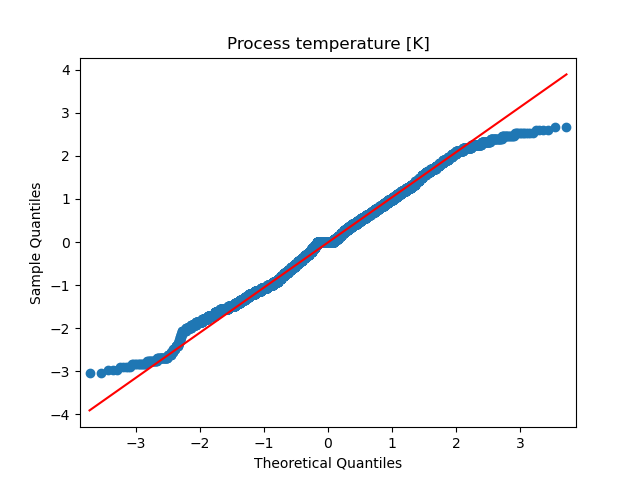 Process temperature [K]
4
3
2
1
0
−1
−2
−3
−4
Sample Quantiles
−3 −2 −1 0 1 2 3
Theoretical Quantiles